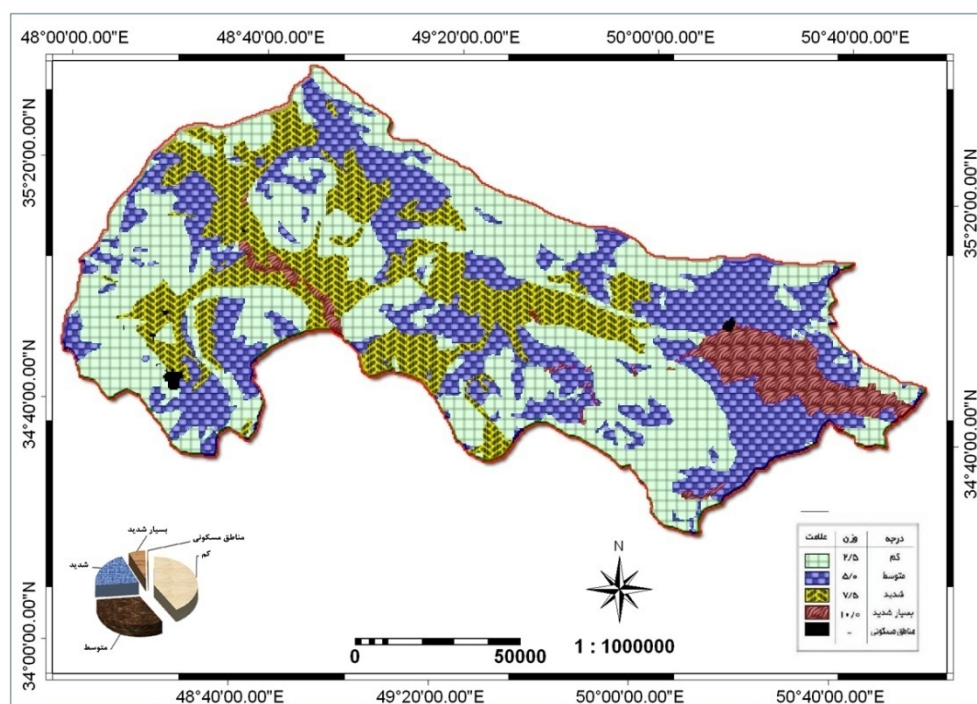 48°00'00.00"E 48°40'00.00"E 49°20'00.00"E 50°00'00.00"E 50°40'00.00"E
35°20'00.00"N
35°20'00.00"N
34°40'00.00"N
34°40'00.00"N
34°00'00.00"N
مناطق مسکونی
بسیار شدید
کم
شدید
متوسط
N
0 50000
1 : 1000000
درجه وزن علامت
کم ۲/۵
متوسط ۵/۰
شدید ۷/۵
بسیار شدید ۱۰/۰
مناطق مسکونی -
48°40'00.00"E 49°20'00.00"E 50°00'00.00"E 50°40'00.00"E